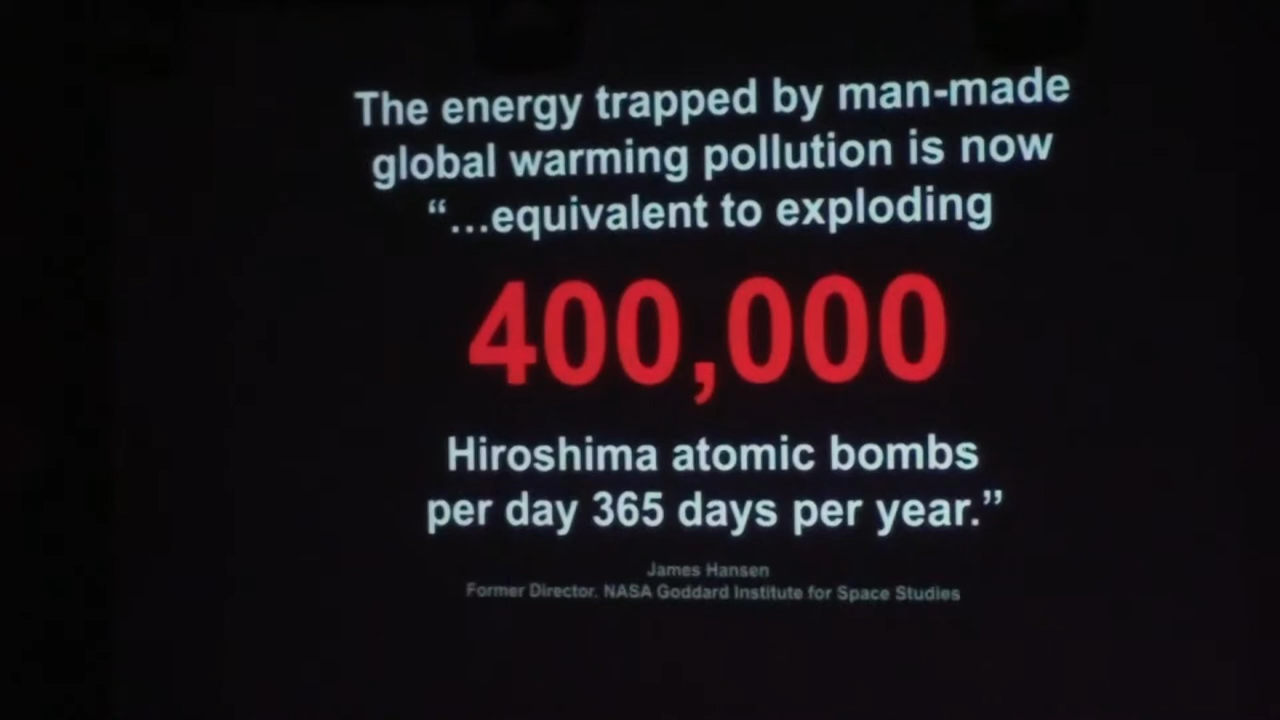 The energy trapped by man-made
global warming pollution is now
“...equivalent to exploding
400,000
Hiroshima atomic bombs
per day 365 days per year.”
James Hansen
Former Director, NASA Goddard Institute for Space Studies